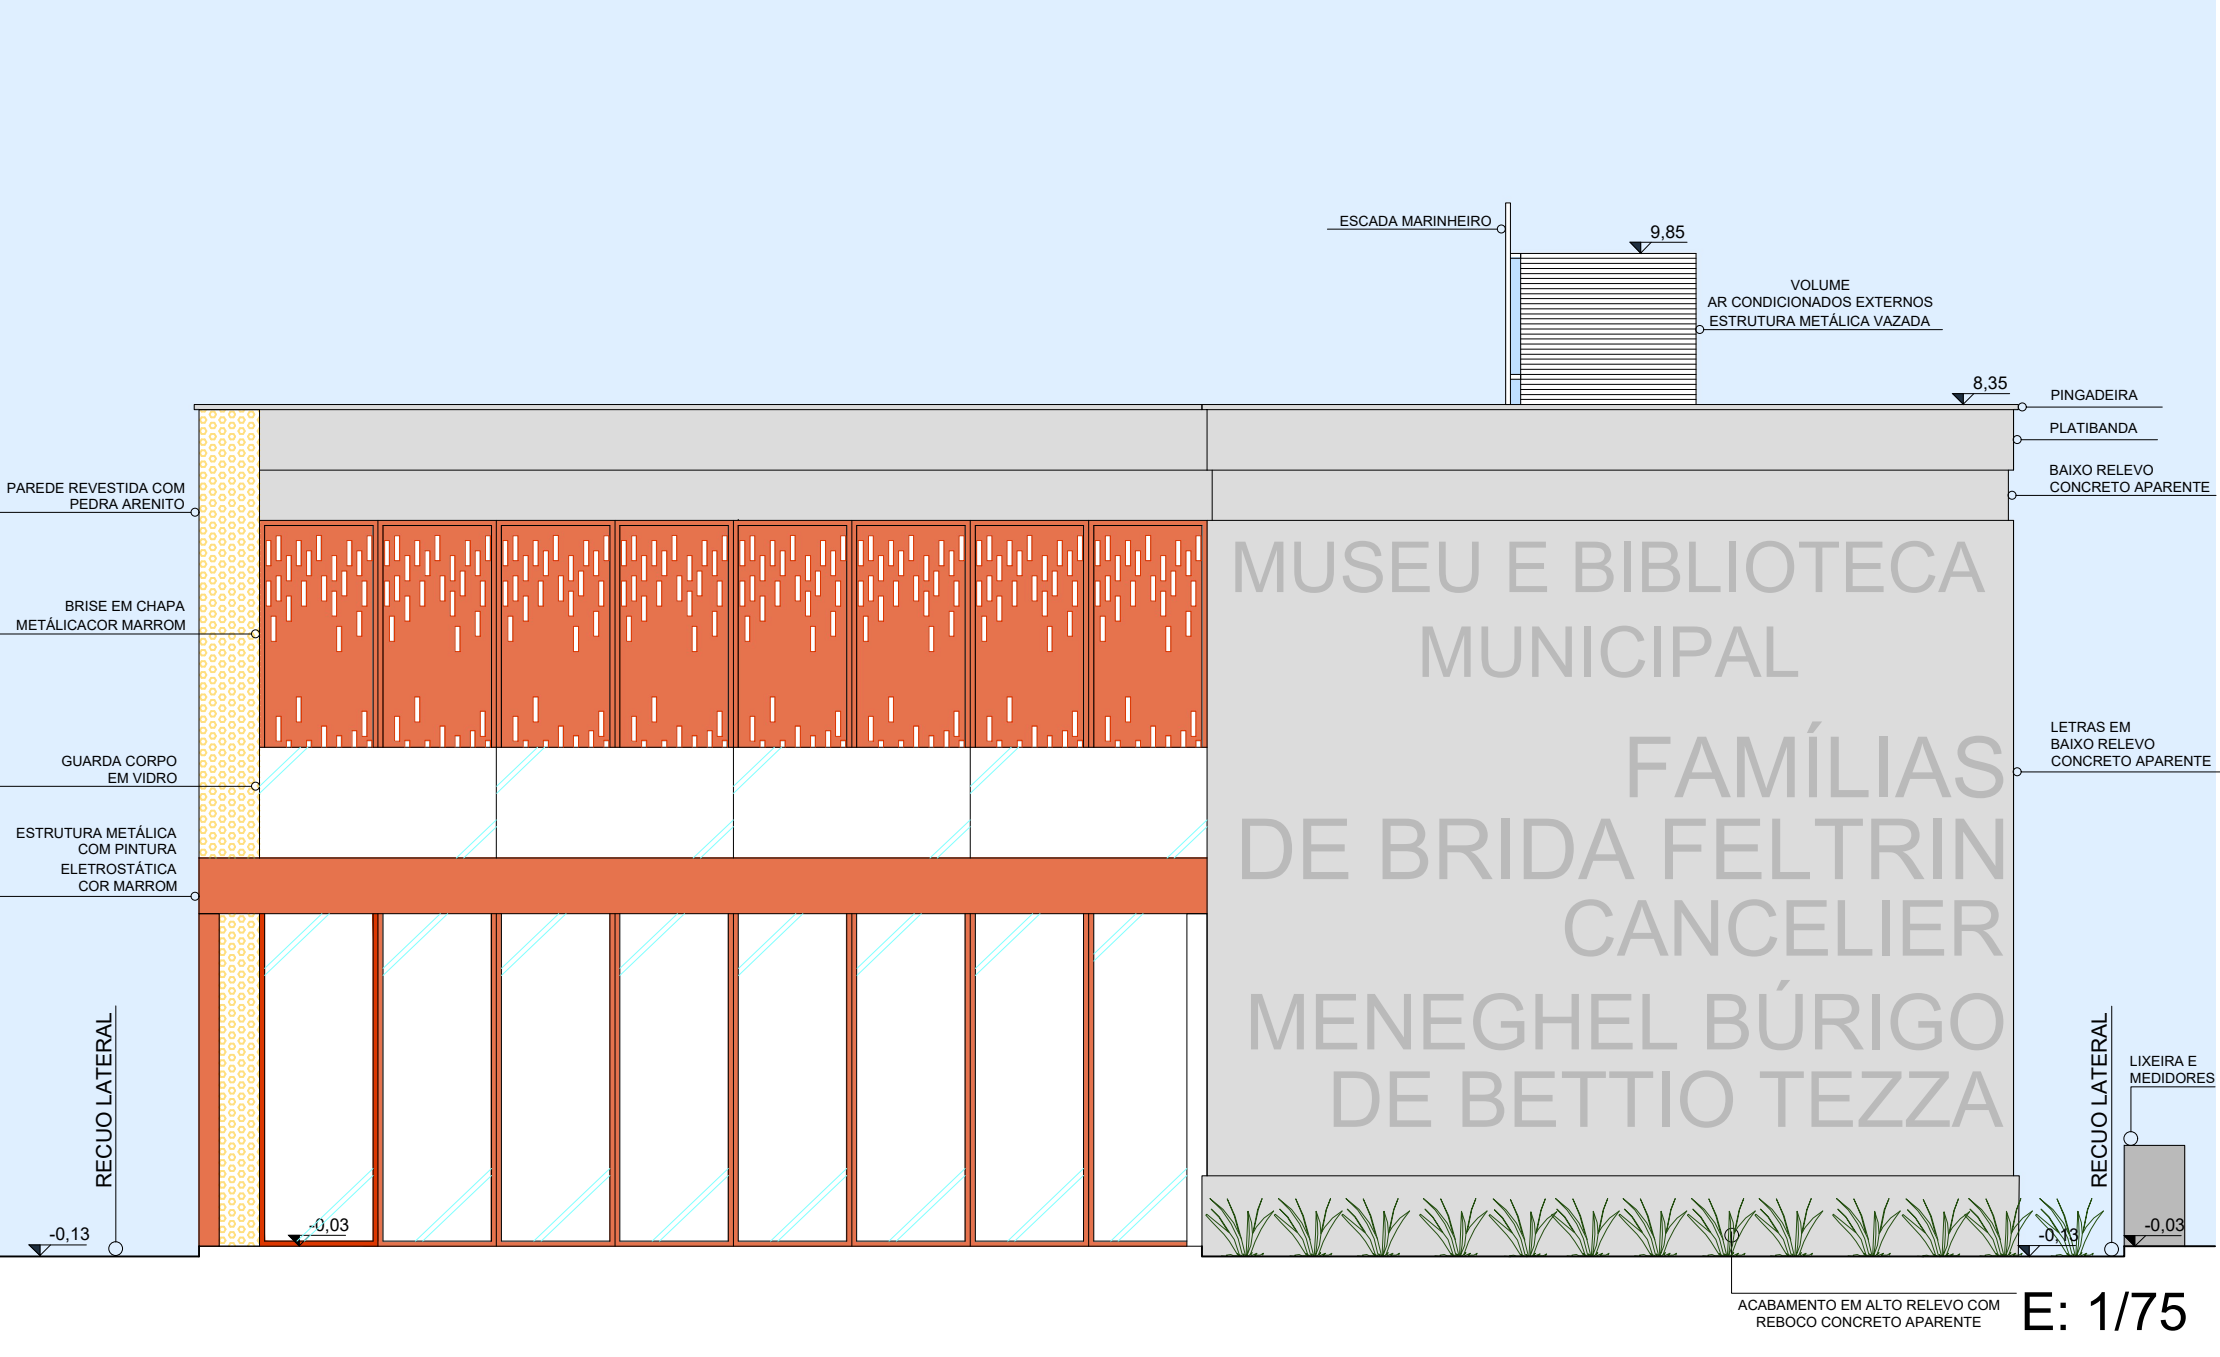 ESCADA MARINHEIRO
9,85
VOLUME
AR CONDICIONADOS EXTERNOS
ESTRUTURA METÁLICA VAZADA
8,35
PINGADEIRA
PLATIBANDA
BAIXO RELEVO
CONCRETO APARENTE
PAREDE REVESTIDA COM
PEDRA ARENITO
BRISE EM CHAPA
METÁLICACOR MARROM
GUARDA CORPO
EM VIDRO
ESTRUTURA METÁLICA
COM PINTURA
ELETROSTÁTICA
COR MARROM
MUSEU E BIBLIOTECA
MUNICIPAL
FAMÍLIAS
DE BRIDA FELTRIN
CANCELIER
MENEGHEL BÚRIGO
DE BETTIO TEZZA
LETRAS EM
BAIXO RELEVO
CONCRETO APARENTE
RECUO LATERAL
RECUO LATERAL
LIXEIRA E
MEDIDORES
-0,13
-0,03
-0,13
-0,03
ACABAMENTO EM ALTO RELEVO COM
REBOCO CONCRETO APARENTE
E: 1/75